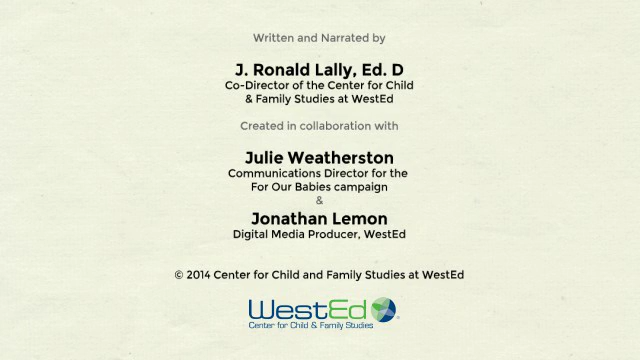 Written and Narrated by
J. Ronald Lally, Ed. D
Co-Director of the Center for Child
& Family Studies at WestEd
Created in collaboration with
Julie Weatherston
Communications Director for the
For Our Babies campaign
&
Jonathan Lemon
Digital Media Producer, WestEd
© 2014 Center for Child and Family Studies at WestEd
WestEd®
Center for Child & Family Studies